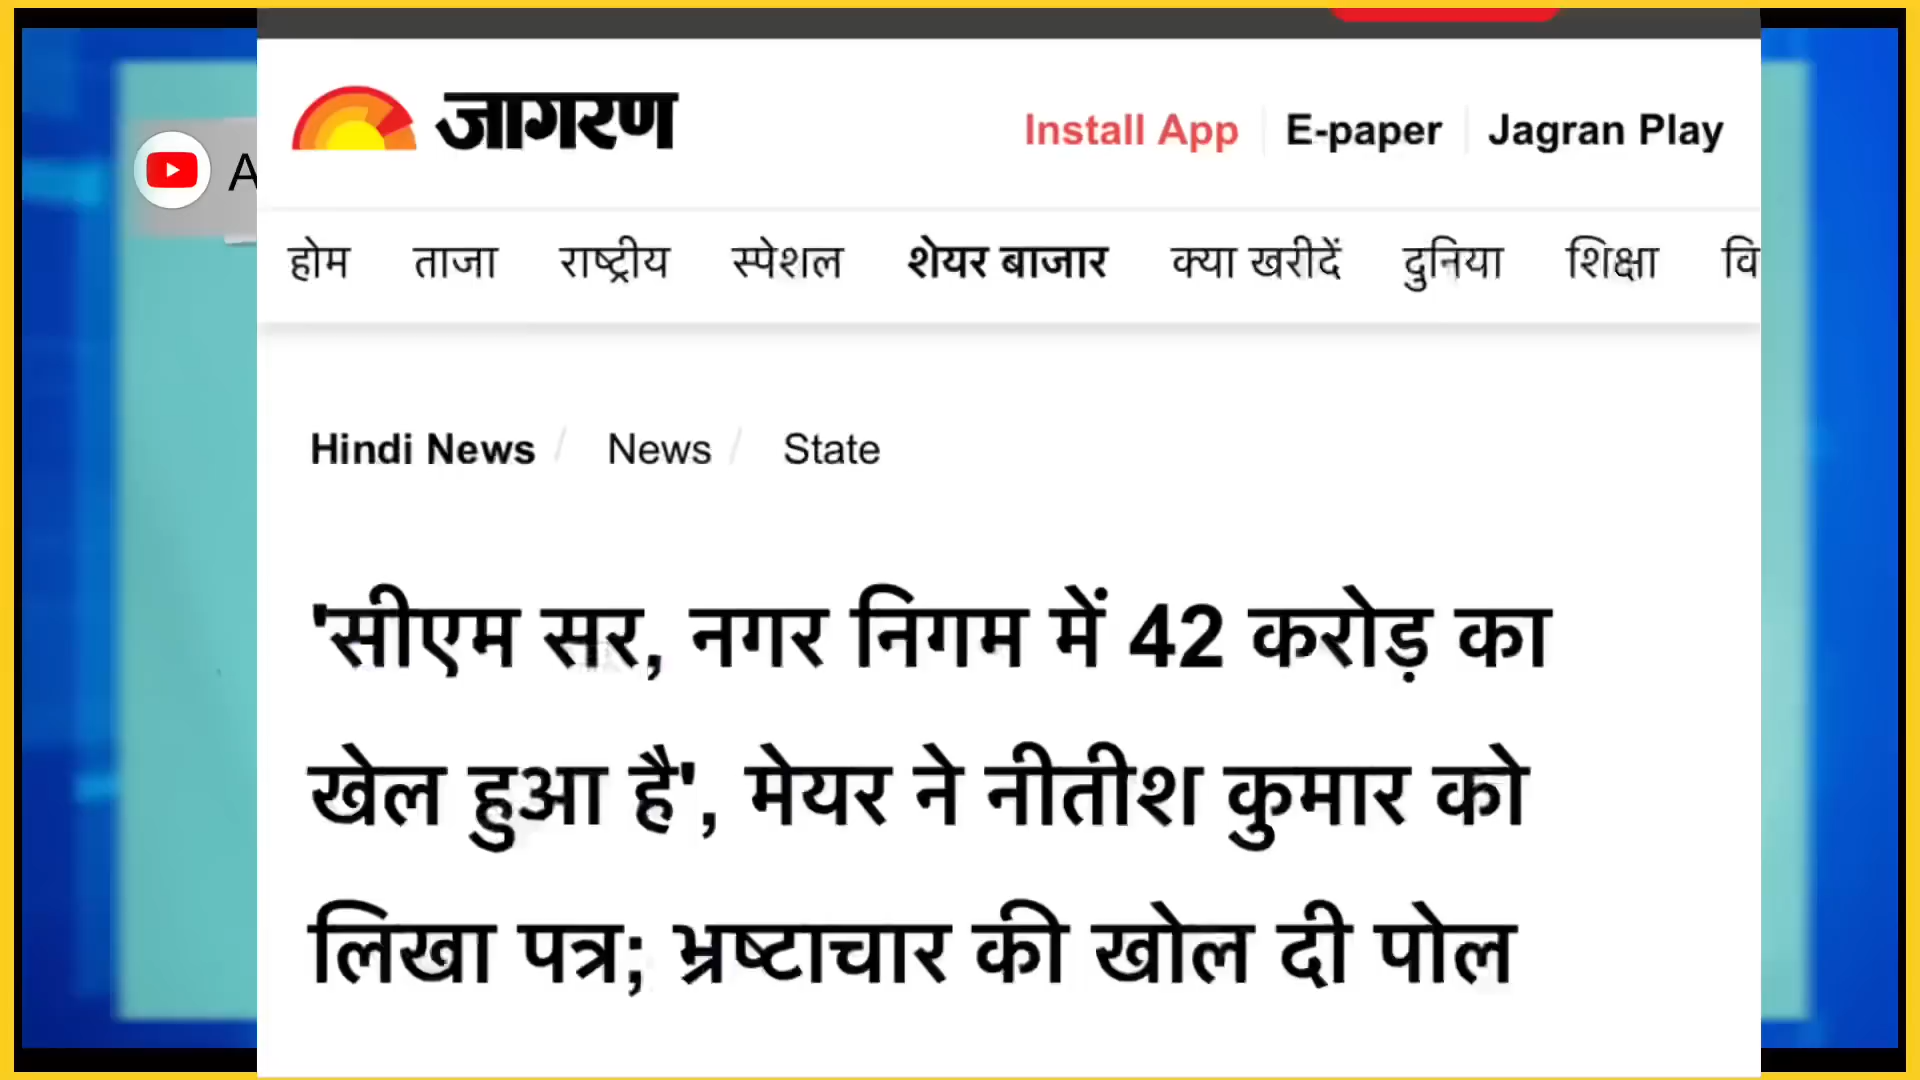 जागरण
Install App E-paper Jagran Play
A
होम ताजा राष्ट्रीय स्पेशल शेयर बाजार क्या खरीदें दुनिया शिक्षा वि
Hindi News / News / State
'सीएम सर, नगर निगम में 42 करोड़ का
खेल हुआ है', मेयर ने नीतीश कुमार को
लिखा पत्र; भ्रष्टाचार की खोल दी पोल